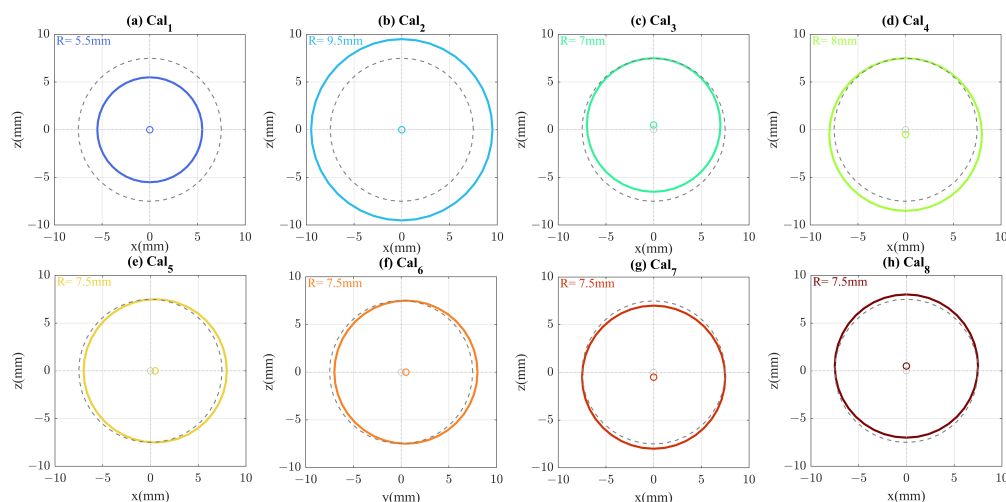 (a) Cal1
(b) Cal2
(c) Cal3
(d) Cal4
R= 5.5mm
R= 9.5mm
R= 7mm
R= 8mm
10
5
0
−5
−10
z(mm)
−10 −5 0 5 10
x(mm)
10
5
0
−5
−10
z(mm)
−10 −5 0 5 10
x(mm)
10
5
0
−5
−10
z(mm)
−10 −5 0 5 10
x(mm)
10
5
0
−5
−10
z(mm)
−10 −5 0 5 10
x(mm)
(e) Cal5
(f) Cal6
(g) Cal7
(h) Cal8
R= 7.5mm
R= 7.5mm
R= 7.5mm
R= 7.5mm
10
5
0
−5
−10
z(mm)
−10 −5 0 5 10
x(mm)
10
5
0
−5
−10
z(mm)
−10 −5 0 5 10
y(mm)
10
5
0
−5
−10
z(mm)
−10 −5 0 5 10
x(mm)
10
5
0
−5
−10
z(mm)
−10 −5 0 5 10
x(mm)